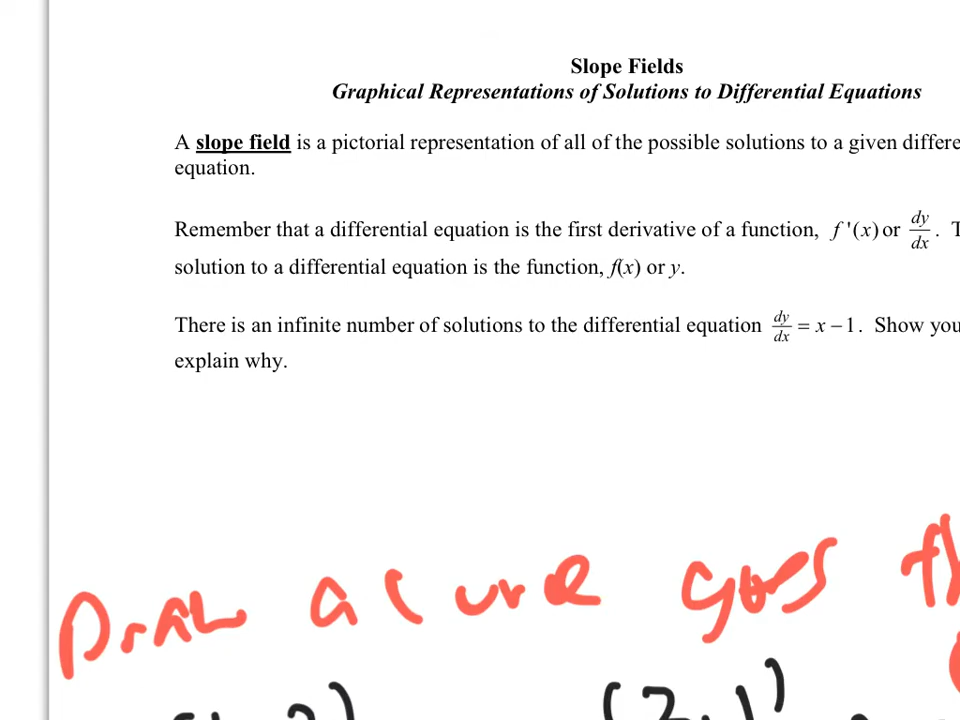 Slope Fields
Graphical Representations of Solutions to Differential Equations
A slope field is a pictorial representation of all of the possible solutions to a given differe
equation.
Remember that a differential equation is the first derivative of a function, f '(x) or dy/dx. T
solution to a differential equation is the function, f(x) or y.
There is an infinite number of solutions to the differential equation dy/dx = x − 1. Show you
explain why.
Draw a curve goes th
(2,1)